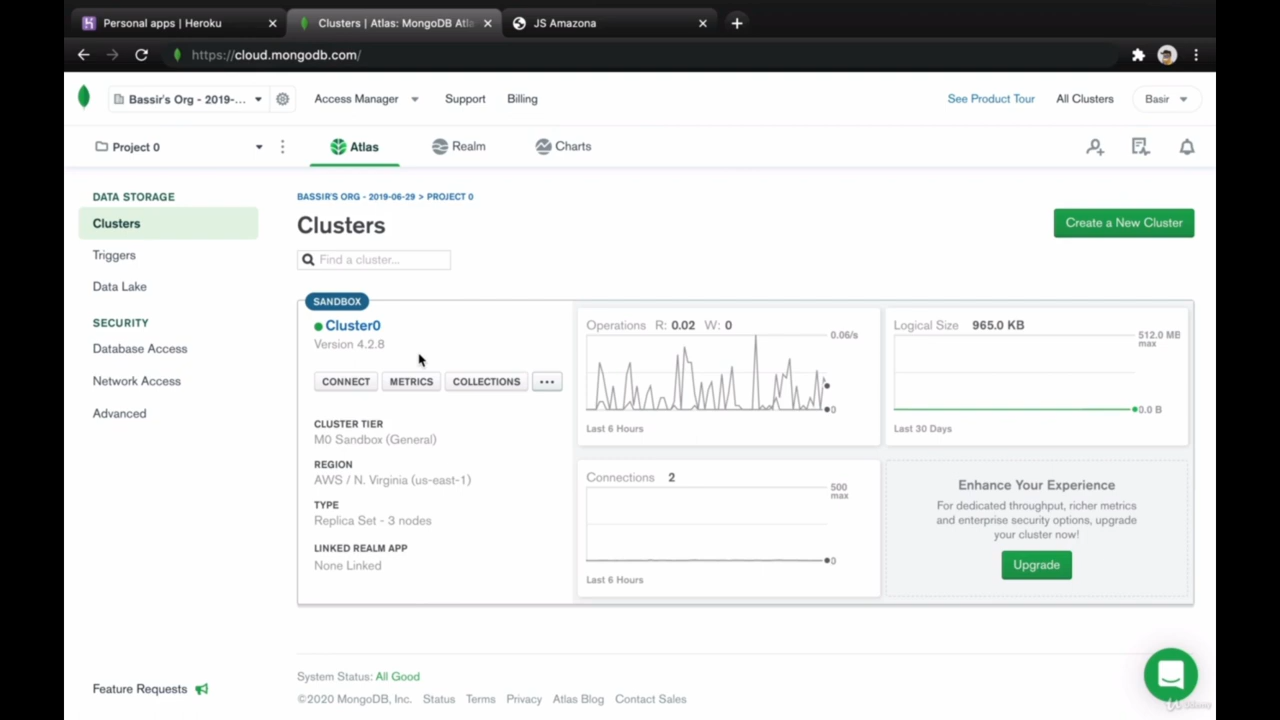 Personal apps | Heroku
Clusters | Atlas: MongoDB Atla
JS Amazona
https://cloud.mongodb.com/
Bassir's Org - 2019-...
Access Manager
Support
Billing
See Product Tour
All Clusters
Basir
Project 0
Atlas
Realm
Charts
DATA STORAGE
Clusters
Triggers
Data Lake
SECURITY
Database Access
Network Access
Advanced
Feature Requests
BASSIR'S ORG - 2019-06-29 > PROJECT 0
Clusters
Create a New Cluster
Find a cluster...
SANDBOX
Cluster0
Version 4.2.8
CONNECT
METRICS
COLLECTIONS
...
CLUSTER TIER
M0 Sandbox (General)
REGION
AWS / N. Virginia (us-east-1)
TYPE
Replica Set - 3 nodes
LINKED REALM APP
None Linked
Operations R: 0.02 W: 0
0.06/s
0
Last 6 Hours
Logical Size 965.0 KB
512.0 MB
max
0.0 B
Last 30 Days
Connections 2
500
max
0
Last 6 Hours
Enhance Your Experience
For dedicated throughput, richer metrics
and enterprise security options, upgrade
your cluster now!
Upgrade
System Status: All Good
©2020 MongoDB, Inc. Status Terms Privacy Atlas Blog Contact Sales